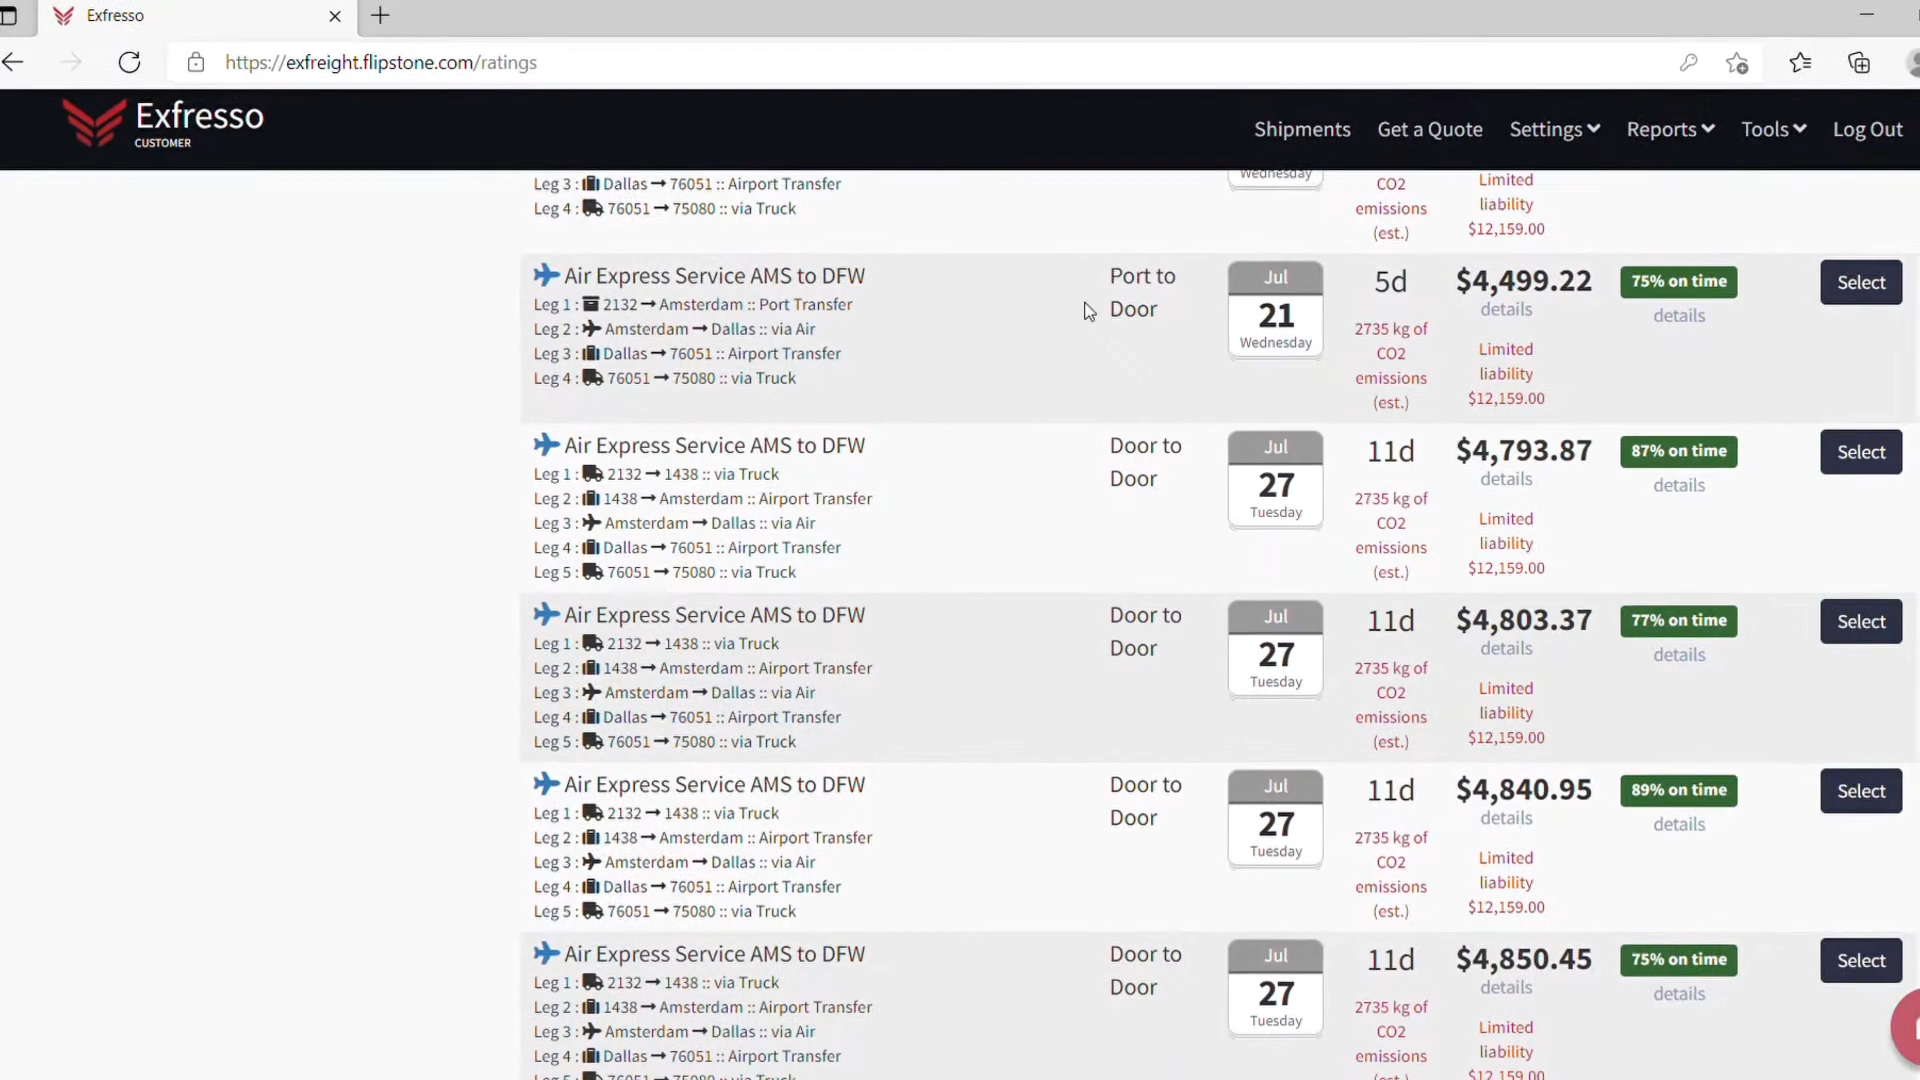 Exfresso
https://exfreight.flipstone.com/ratings
Exfresso
CUSTOMER
Shipments Get a Quote Settings Reports Tools Log Out
Leg 3 : Dallas → 76051 :: Airport Transfer
Leg 4 : 76051 → 75080 :: via Truck
Wednesday
CO2
emissions
(est.)
Limited
liability
$12,159.00
Air Express Service AMS to DFW
Leg 1 : 2132 → Amsterdam :: Port Transfer
Leg 2 : Amsterdam → Dallas :: via Air
Leg 3 : Dallas → 76051 :: Airport Transfer
Leg 4 : 76051 → 75080 :: via Truck
Port to
Door
Jul
21
Wednesday
5d
2735 kg of
CO2
emissions
(est.)
$4,499.22
details
Limited
liability
$12,159.00
75% on time
details
Select
Air Express Service AMS to DFW
Leg 1 : 2132 → 1438 :: via Truck
Leg 2 : 1438 → Amsterdam :: Airport Transfer
Leg 3 : Amsterdam → Dallas :: via Air
Leg 4 : Dallas → 76051 :: Airport Transfer
Leg 5 : 76051 → 75080 :: via Truck
Door to
Door
Jul
27
Tuesday
11d
2735 kg of
CO2
emissions
(est.)
$4,793.87
details
Limited
liability
$12,159.00
87% on time
details
Select
Air Express Service AMS to DFW
Leg 1 : 2132 → 1438 :: via Truck
Leg 2 : 1438 → Amsterdam :: Airport Transfer
Leg 3 : Amsterdam → Dallas :: via Air
Leg 4 : Dallas → 76051 :: Airport Transfer
Leg 5 : 76051 → 75080 :: via Truck
Door to
Door
Jul
27
Tuesday
11d
2735 kg of
CO2
emissions
(est.)
$4,803.37
details
Limited
liability
$12,159.00
77% on time
details
Select
Air Express Service AMS to DFW
Leg 1 : 2132 → 1438 :: via Truck
Leg 2 : 1438 → Amsterdam :: Airport Transfer
Leg 3 : Amsterdam → Dallas :: via Air
Leg 4 : Dallas → 76051 :: Airport Transfer
Leg 5 : 76051 → 75080 :: via Truck
Door to
Door
Jul
27
Tuesday
11d
2735 kg of
CO2
emissions
(est.)
$4,840.95
details
Limited
liability
$12,159.00
89% on time
details
Select
Air Express Service AMS to DFW
Leg 1 : 2132 → 1438 :: via Truck
Leg 2 : 1438 → Amsterdam :: Airport Transfer
Leg 3 : Amsterdam → Dallas :: via Air
Leg 4 : Dallas → 76051 :: Airport Transfer
Leg 5 : 76051 → 75080 :: via Truck
Door to
Door
Jul
27
Tuesday
11d
2735 kg of
CO2
emissions
(est.)
$4,850.45
details
Limited
liability
$12,159.00
75% on time
details
Select